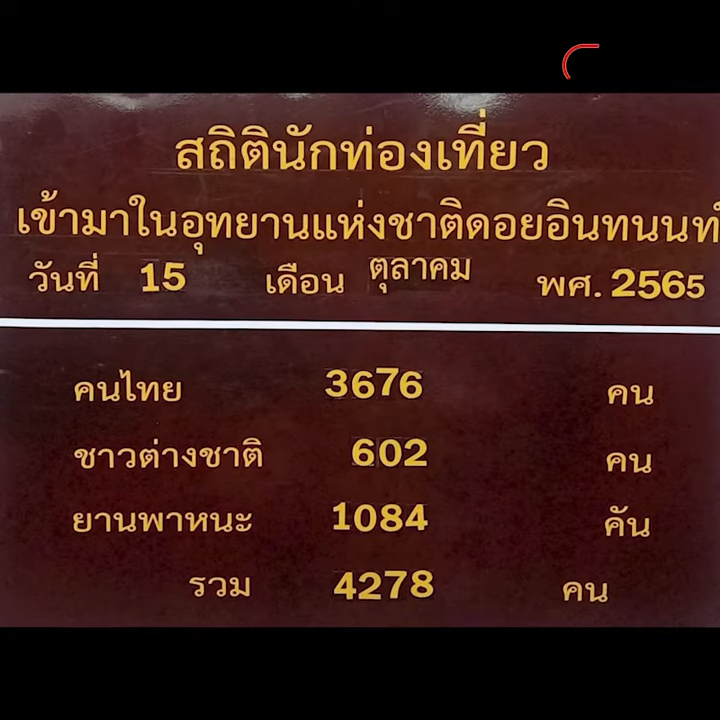 สถิตินักท่องเที่ยว
เข้ามาในอุทยานแห่งชาติดอยอินทนนท์
วันที่ 15 เดือน ตุลาคม พศ. 2565
คนไทย 3676 คน
ชาวต่างชาติ 602 คน
ยานพาหนะ 1084 คัน
รวม 4278 คน